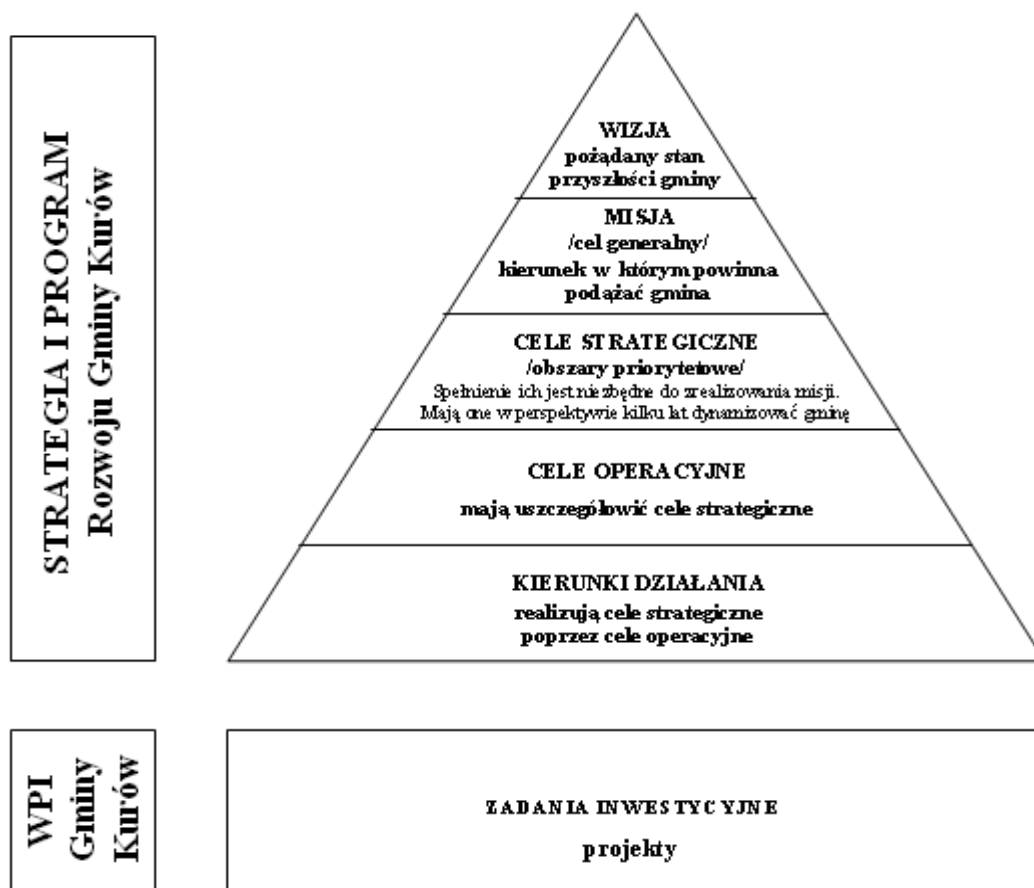 STRATEGIA I PROGRAM
Rozwoju Gminy Kurów
WIZJA
pożądany stan
przyszłości gminy
MISJA
/cel generalny/
kierunek w którym powinna
podążać gmina
CELE STRATEGICZNE
/obszary priorytetowe/
Spełnienie ich jest niezbędne do zrealizowania misji.
Mają one w perspektywie kilku lat dynamizować gminę
CELE OPERACYJNE
mają uszczegółowić cele strategiczne
KIERUNKI DZIAŁANIA
realizują cele strategiczne
poprzez cele operacyjne
WPI
Gminy
Kurów
ZADANIA INWESTYCYJNE
projekty